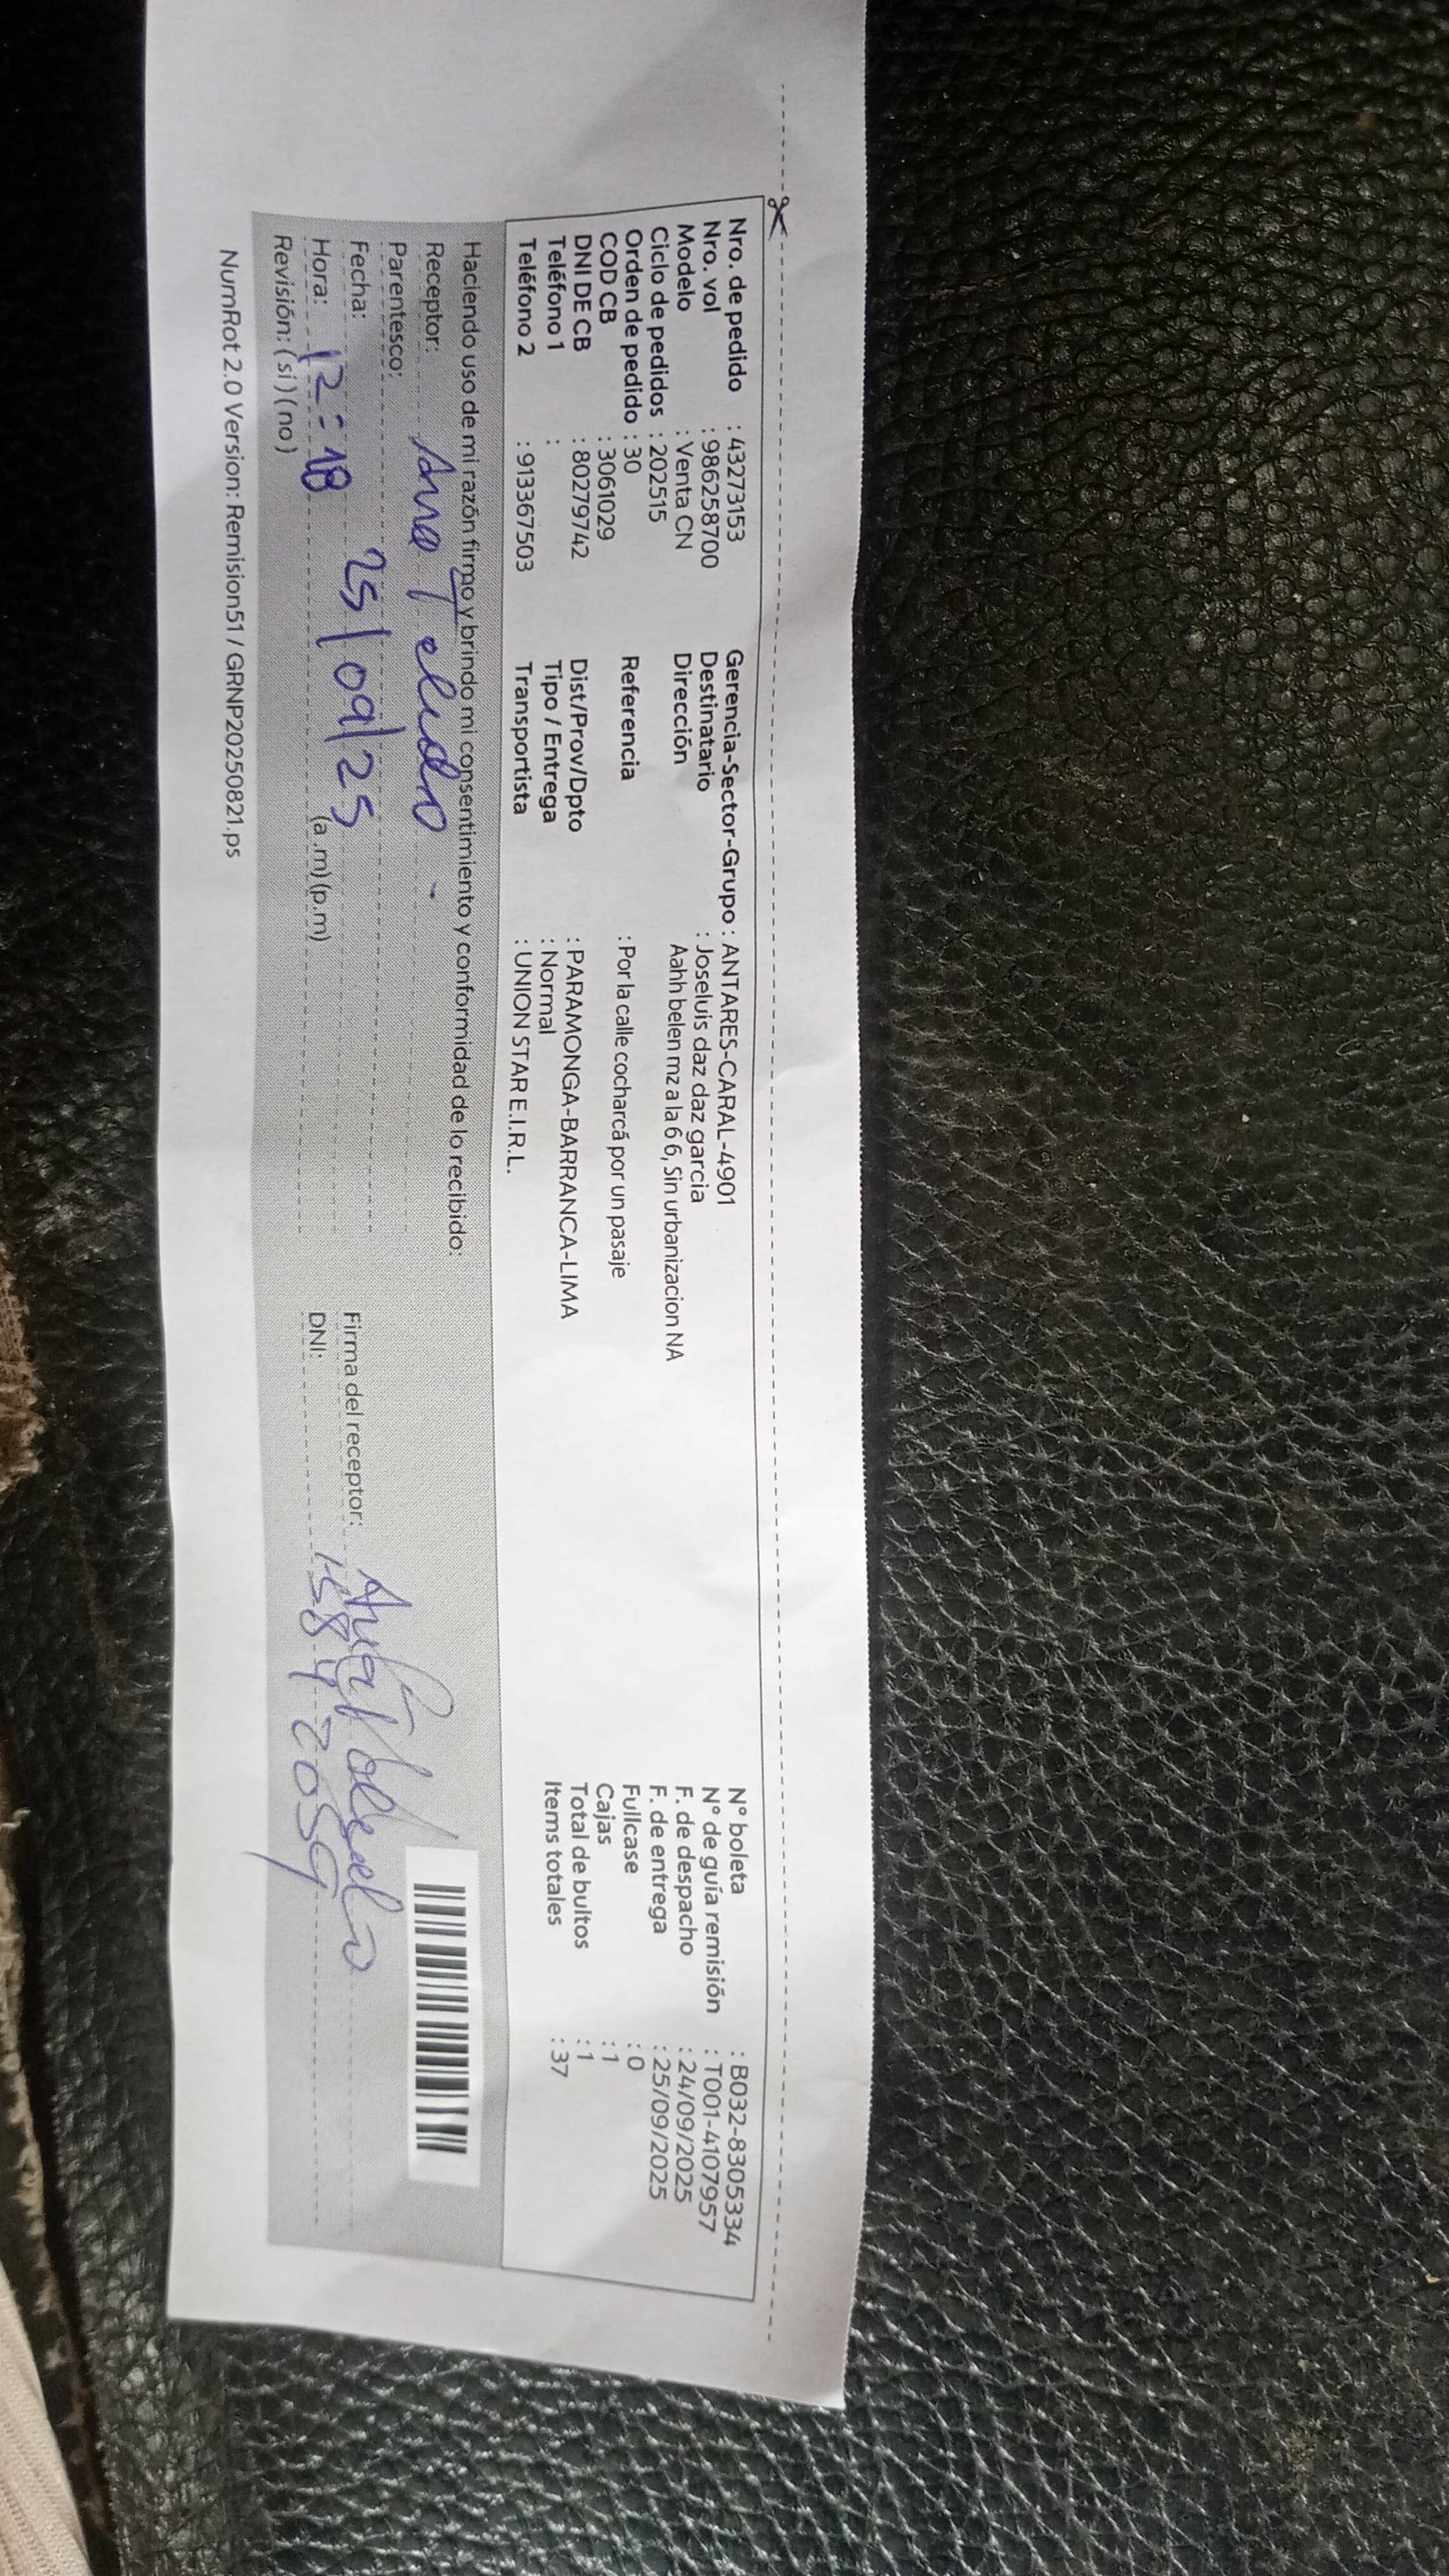 Nro. de pedido : 43273153
Nro. vol : 986258700
Modelo : Venta CN
Ciclo de pedidos : 202515
Orden de pedido : 30
COD CB : 3061029
DNI DE CB : 80279742
Teléfono 1 :
Teléfono 2 : 913367503
Gerencia-Sector-Grupo : ANTARES-CARAL-4901
Destinatario : Joseluis daz daz garcia
Dirección Aahh belen mz a la 6 6, Sin urbanizacion NA
Referencia : Por la calle cocharcá por un pasaje
Dist/Prov/Dpto : PARAMONGA-BARRANCA-LIMA
Tipo / Entrega : Normal
Transportista : UNION STAR E.I.R.L.
N° boleta : B032-8305334
N° de guía remisión : T001-4107957
F. de despacho : 24/09/2025
F. de entrega : 25/09/2025
Fullcase : 0
Cajas : 1
Total de bultos : 1
Items totales : 37
Haciendo uso de mi razón firmo y brindo mi consentimiento y conformidad de lo recibido:
Receptor: Ana
Parentesco:
Fecha: 25/09/25
Hora: 12:18 (a.m) (p.m)
Revisión: (si) (no)
Firma del receptor: Ana
DNI:
NumRot 2.0 Version: Remision51 / GRNP20250821.ps